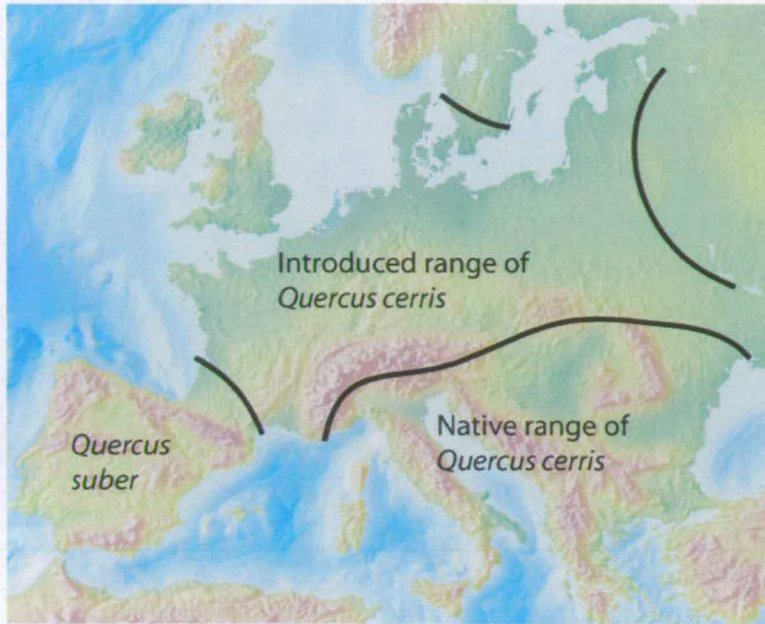 Introduced range of
Quercus cerris
Native range of
Quercus cerris
Quercus
suber